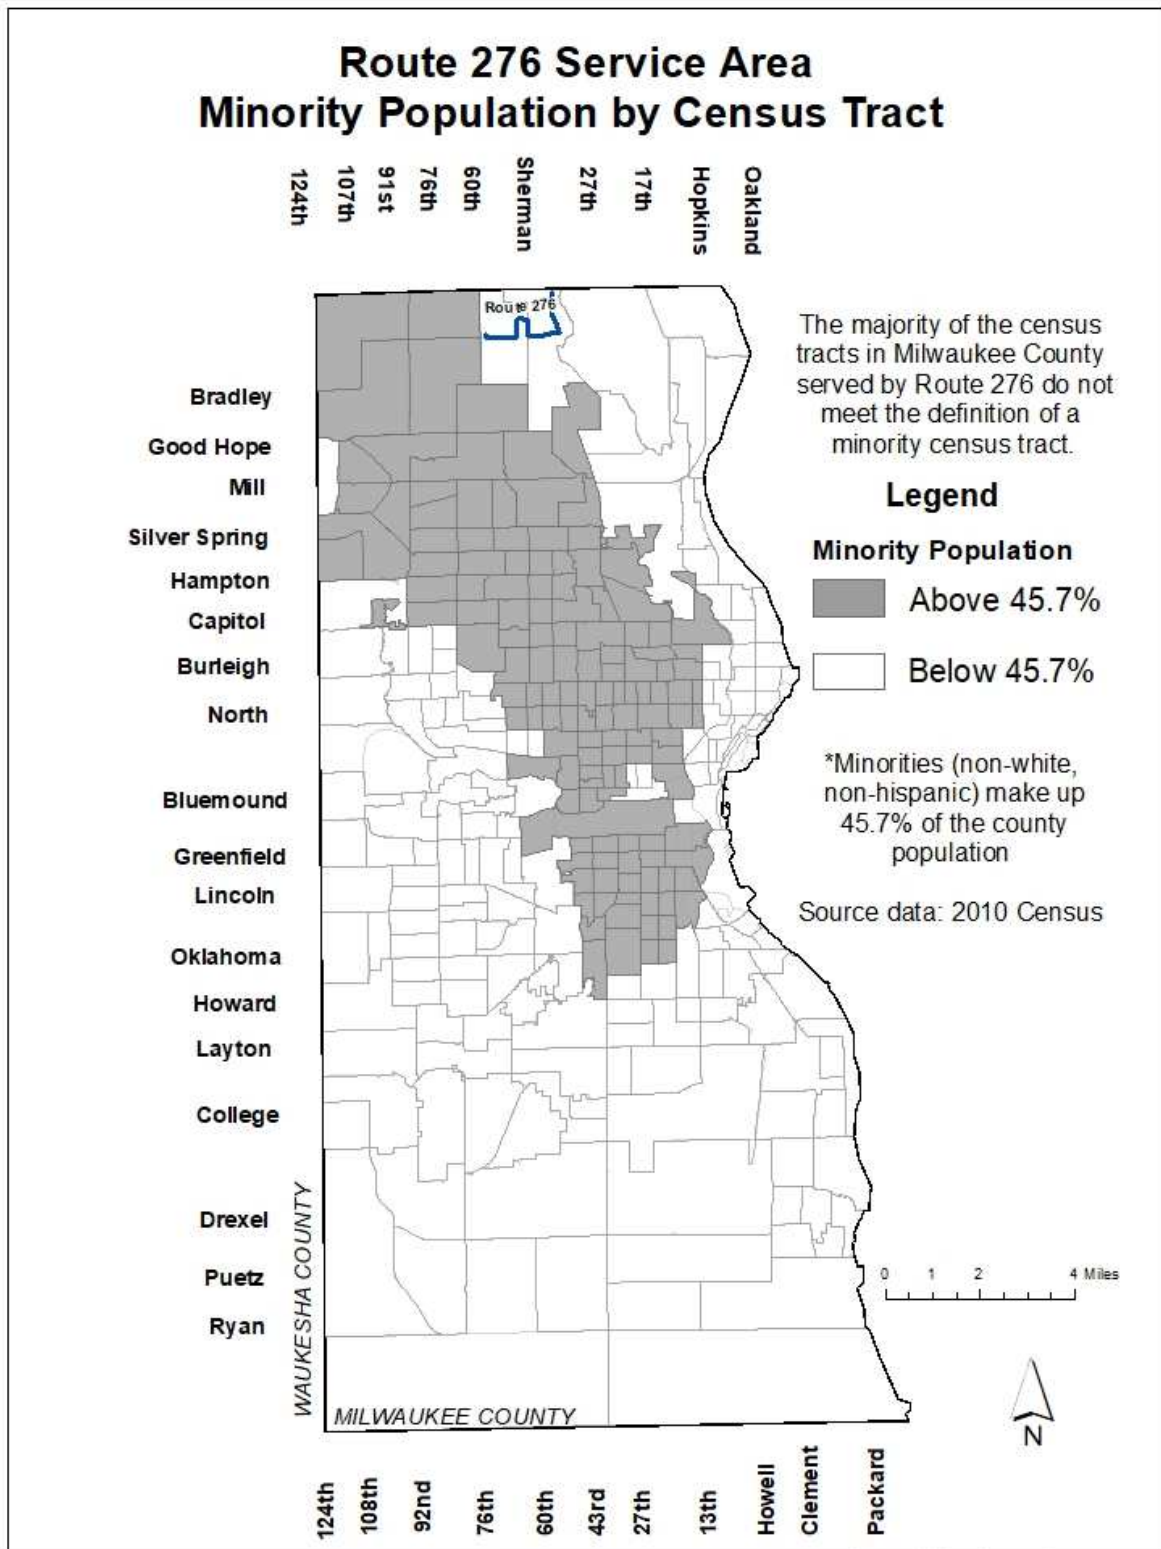 Route 276 Service Area
Minority Population by Census Tract
124th
107th
91st
76th
60th
Sherman
27th
17th
Hopkins
Oakland
Route 276
The majority of the census
tracts in Milwaukee County
served by Route 276 do not
meet the definition of a
minority census tract.
Legend
Minority Population
Above 45.7%
Below 45.7%
*Minorities (non-white,
non-hispanic) make up
45.7% of the county
population
Source data: 2010 Census
Bradley
Good Hope
Mill
Silver Spring
Hampton
Capitol
Burleigh
North
Bluemound
Greenfield
Lincoln
Oklahoma
Howard
Layton
College
Drexel
Puetz
Ryan
WAUKESHA COUNTY
MILWAUKEE COUNTY
0 1 2 4 Miles
N
124th
108th
92nd
76th
60th
43rd
27th
13th
Howell
Clement
Packard